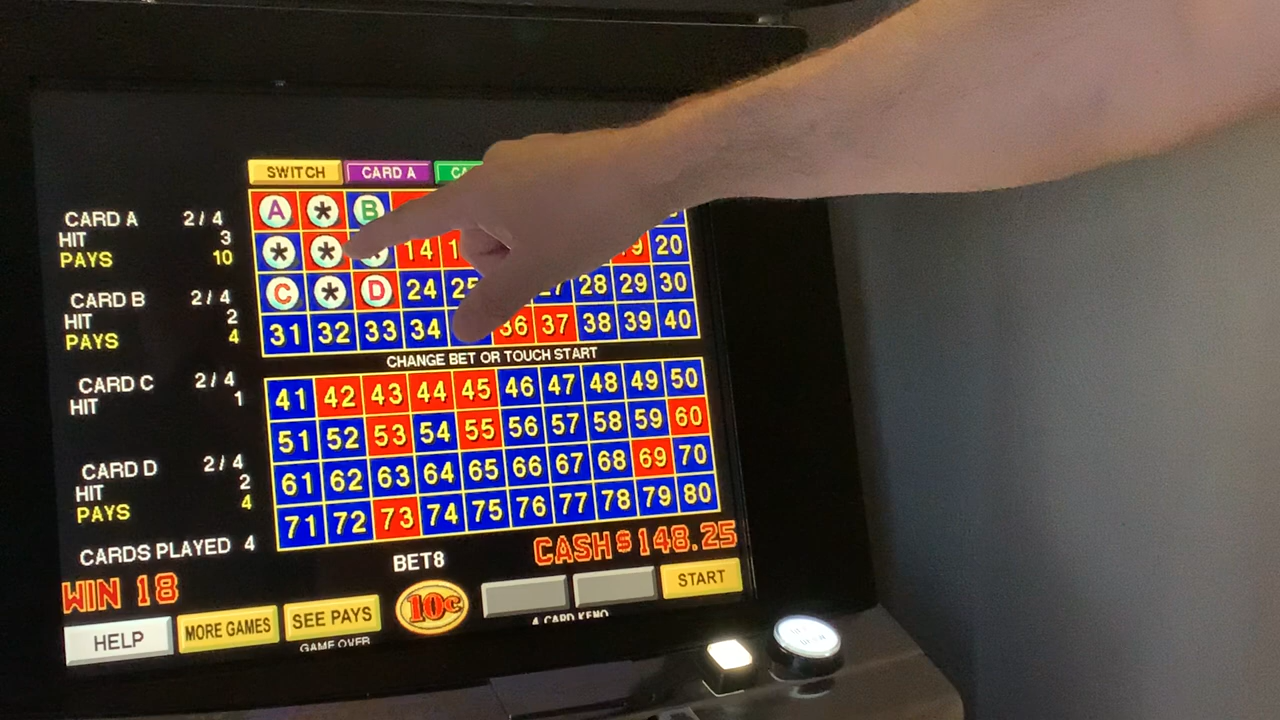 SWITCH CARD A
CARD A 2/4
HIT 3
PAYS 10
CARD B 2/4
HIT 2
PAYS 4
CARD C 2/4
HIT 1
CARD D 2/4
HIT 2
PAYS 4
CARDS PLAYED 4
WIN 18
A * B
* * 14 20
C * D 24 25 27 28 29 30
31 32 33 34 36 37 38 39 40
CHANGE BET OR TOUCH START
41 42 43 44 45 46 47 48 49 50
51 52 53 54 55 56 57 58 59 60
61 62 63 64 65 66 67 68 69 70
71 72 73 74 75 76 77 78 79 80
BET8 CASH $148.25
HELP MORE GAMES SEE PAYS 10¢ START
GAME OVER 4 CARD KENO